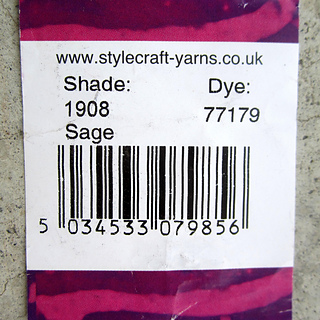 www.stylecraft-yarns.co.uk
Shade: Dye:
1908 77179
Sage
5 034533 079856